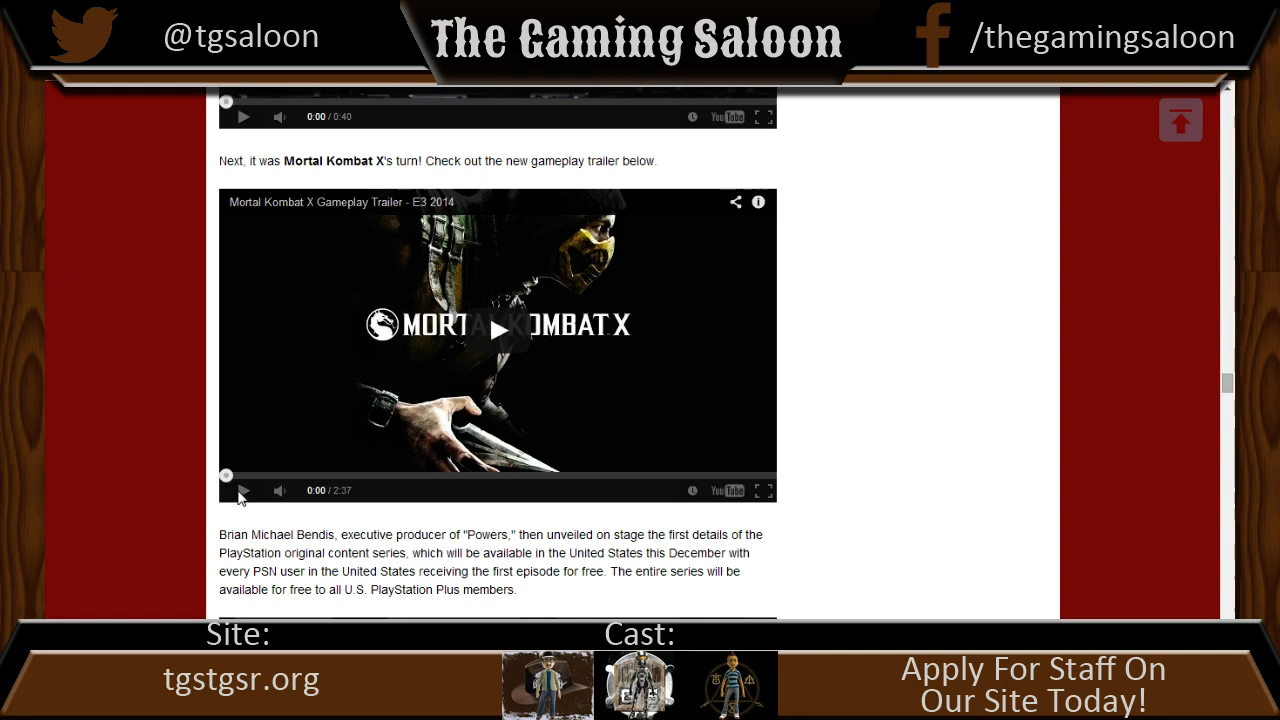 @tgsaloon
The Gaming Saloon
/thegamingsaloon
0:00 / 0:40
YouTube
Next, it was Mortal Kombat X's turn! Check out the new gameplay trailer below.
Mortal Kombat X Gameplay Trailer - E3 2014
MORTAL KOMBAT X
0:00 / 2:37
YouTube
Brian Michael Bendis, executive producer of "Powers," then unveiled on stage the first details of the
PlayStation original content series, which will be available in the United States this December with
every PSN user in the United States receiving the first episode for free. The entire series will be
available for free to all U.S. PlayStation Plus members.
Site:
Cast:
tgstgsr.org
Apply For Staff On
Our Site Today!